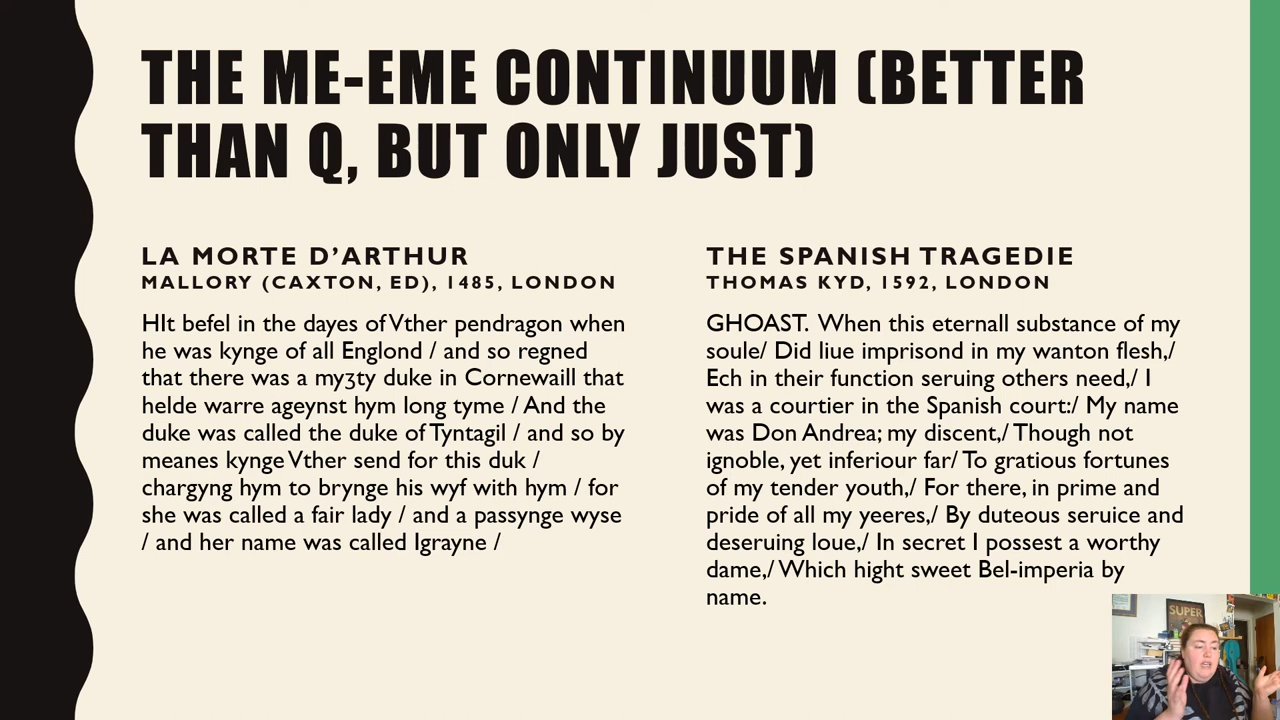 THE ME-EME CONTINUUM (BETTER
THAN Q, BUT ONLY JUST)
LA MORTE D'ARTHUR
MALLORY (CAXTON, ED), 1485, LONDON
HIt befel in the dayes of Vther pendragon when
he was kynge of all Englond / and so regned
that there was a myʒty duke in Cornewaill that
helde warre ageynst hym long tyme / And the
duke was called the duke of Tyntagil / and so by
meanes kynge Vther send for this duk /
chargyng hym to brynge his wyf with hym / for
she was called a fair lady / and a passynge wyse
/ and her name was called Igrayne /
THE SPANISH TRAGEDIE
THOMAS KYD, 1592, LONDON
GHOAST. When this eternall substance of my
soule/ Did liue imprisond in my wanton flesh,/
Ech in their function seruing others need,/ I
was a courtier in the Spanish court:/ My name
was Don Andrea; my discent,/ Though not
ignoble, yet inferiour far/ To gratious fortunes
of my tender youth,/ For there, in prime and
pride of all my yeeres,/ By duteous seruice and
deseruing loue,/ In secret I possest a worthy
dame,/ Which hight sweet Bel-imperia by
name.
SUPER